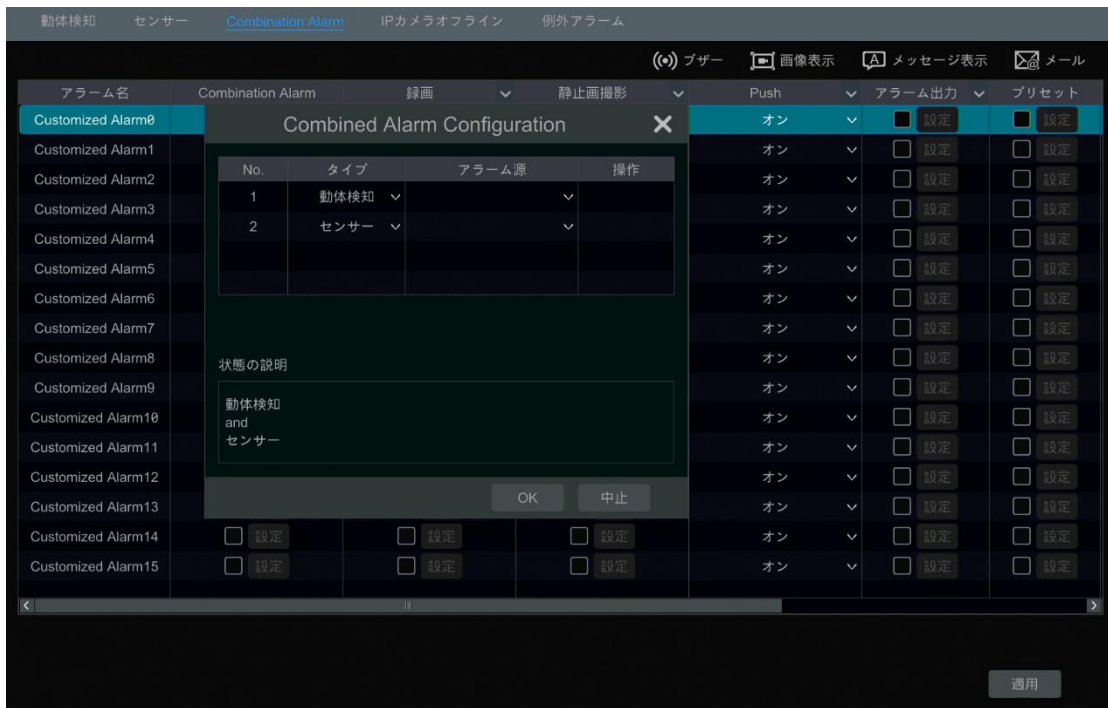 動体検知 センサー Combination Alarm IPカメラオフライン 例外アラーム
ブザー 画像表示 メッセージ表示 メール
アラーム名 Combination Alarm 録画 静止画撮影 Push アラーム出力 プリセット
Customized Alarm0 オン 設定 設定
Combined Alarm Configuration
Customized Alarm1 オン 設定 設定
No. タイプ アラーム源 操作
Customized Alarm2 オン 設定 設定
1 動体検知
Customized Alarm3 オン 設定 設定
2 センサー
Customized Alarm4 オン 設定 設定
Customized Alarm5 オン 設定 設定
Customized Alarm6 オン 設定 設定
Customized Alarm7 オン 設定 設定
Customized Alarm8 オン 設定 設定
状態の説明
Customized Alarm9 オン 設定 設定
動体検知
Customized Alarm10 オン 設定 設定
and
センサー
Customized Alarm11 オン 設定 設定
Customized Alarm12 オン 設定 設定
OK 中止
Customized Alarm13 オン 設定 設定
Customized Alarm14 設定 設定 設定 オン 設定 設定
Customized Alarm15 設定 設定 設定 オン 設定 設定
適用